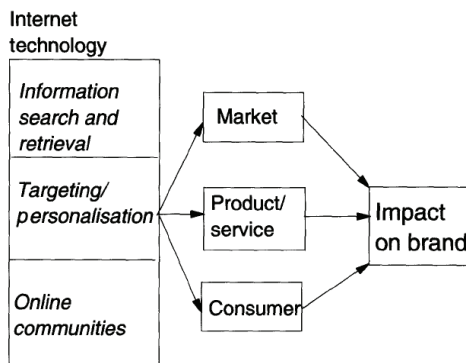 Internet
technology
Information
search and
retrieval
Targeting/
personalisation
Online
communities
Market
Product/
service
Consumer
Impact
on brand